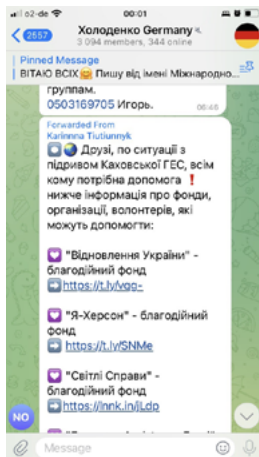 o2-de
00:01
2557
Холоденко Germany
3 094 members, 344 online
Pinned Message
ВІТАЮ ВСІХ🤗 Пишу від імені Міжнародно...
группам.
0503169705 Игорь.
06:46
Forwarded From
Karinnna Tiutiunnyk
Друзі, по ситуації з
підривом Каховської ГЕС, всім
кому потрібна допомога ❗
нижче інформація про фонди,
організації, волонтерів, які
можуть допомогти:
"Відновлення України" -
благодійний фонд
https://t.ly/vgo-
"Я-Херсон" - благодійний
фонд
https://t.ly/SNMe
"Світлі Справи" -
благодійний фонд
https://lnnk.in/jLdp
NO
Message